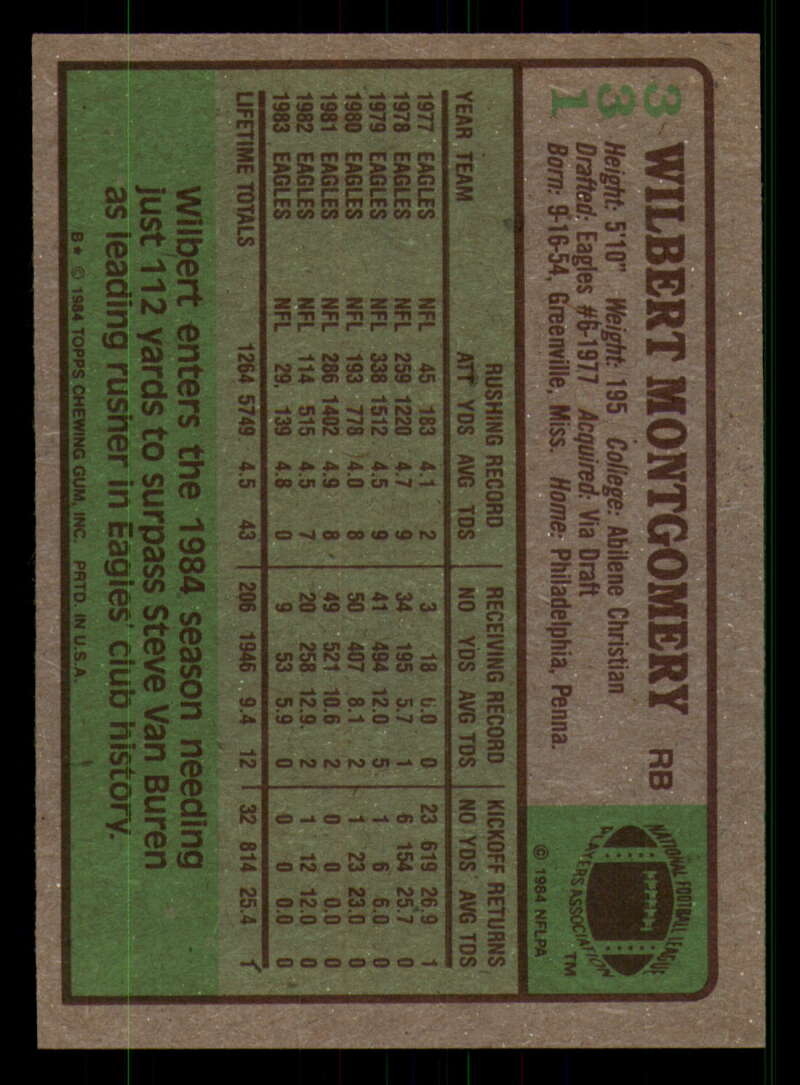 331
WILBERT MONTGOMERY RB
Height: 5'10" Weight: 195 College: Abilene Christian
Drafted: Eagles #6-1977 Acquired: Via Draft
Born: 9-16-54, Greenville, Miss. Home: Philadelphia, Penna.
NATIONAL FOOTBALL LEAGUE
PLAYERS ASSOCIATION
TM
© 1984 NFLPA
RUSHING RECORD RECEIVING RECORD KICKOFF RETURNS
YEAR TEAM ATT YDS AVG TDS NO YDS AVG TDS NO YDS AVG TDS
1977 EAGLES NFL 45 183 4.1 2 3 18 6.0 0 23 619 26.9 1
1978 EAGLES NFL 259 1220 4.7 9 34 195 5.7 1 6 154 25.7 0
1979 EAGLES NFL 338 1512 4.5 9 41 494 12.0 5 1 6 6.0 0
1980 EAGLES NFL 193 778 4.0 8 50 407 8.1 2 1 23 23.0 0
1981 EAGLES NFL 286 1402 4.9 8 49 521 10.6 2 0 0 0.0 0
1982 EAGLES NFL 114 515 4.5 7 20 258 12.9. 2 1 12 12.0 0
1983 EAGLES NFL 29. 139 4.8 0 9 53 5.9 0 0 0 0.0 0
LIFETIME TOTALS 1264 5749 4.5 43 206 1946 9.4 12 32 814 25.4 1
Wilbert enters the 1984 season needing
just 112 yards to surpass Steve Van Buren
as leading rusher in Eagles' club history.
B* © 1984 TOPPS CHEWING GUM, INC. PRTD. IN U.S.A.